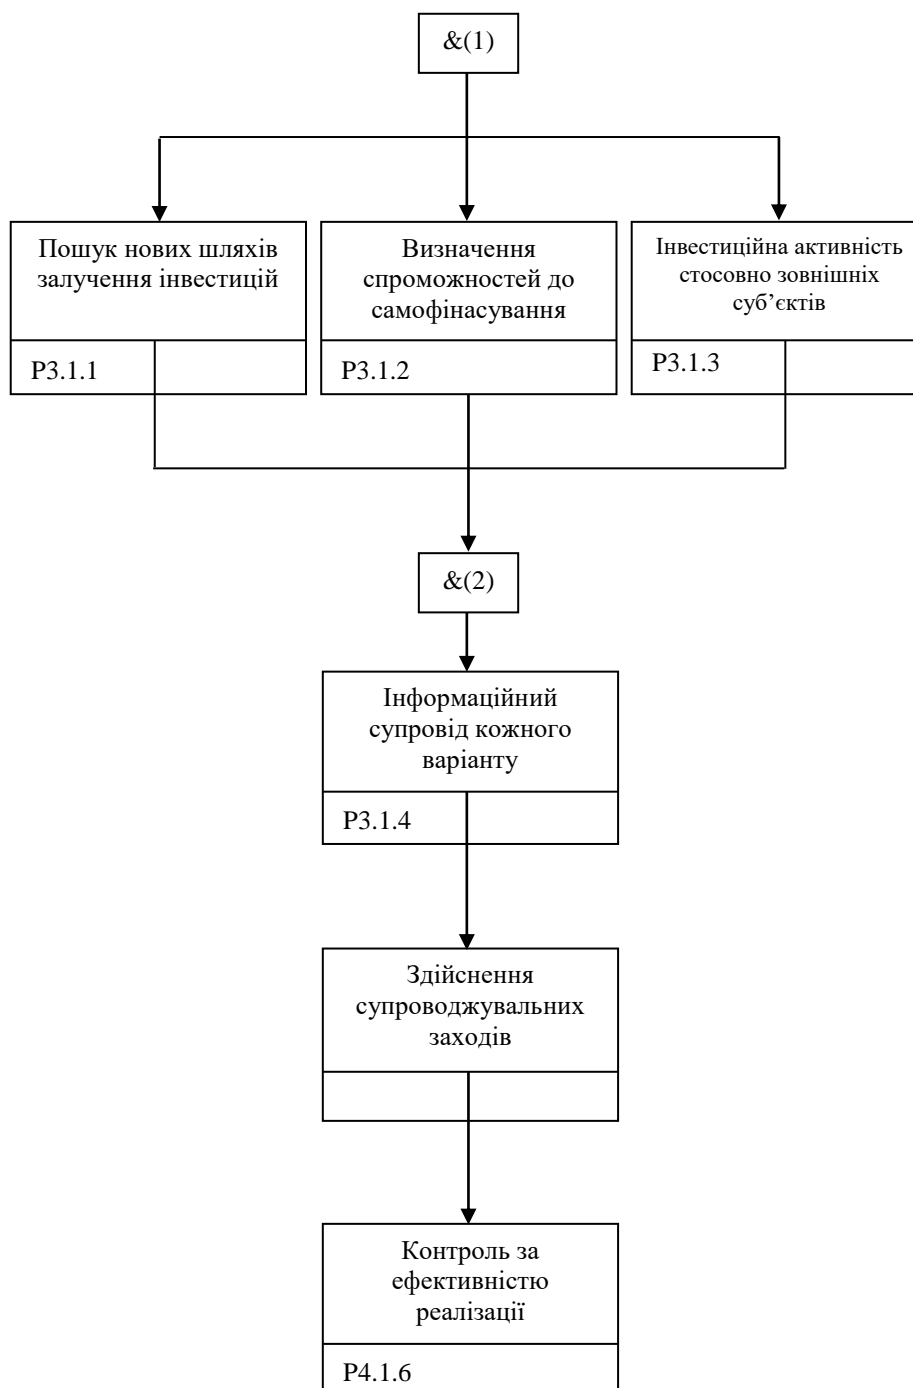 &(1)
Пошук нових шляхів
залучення інвестицій
Р3.1.1
Визначення
спроможностей до
самофінасування
Р3.1.2
Інвестиційна активність
стосовно зовнішніх
суб’єктів
Р3.1.3
&(2)
Інформаційний
супровід кожного
варіанту
Р3.1.4
Здійснення
супроводжувальних
заходів
Контроль за
ефективністю
реалізації
Р4.1.6